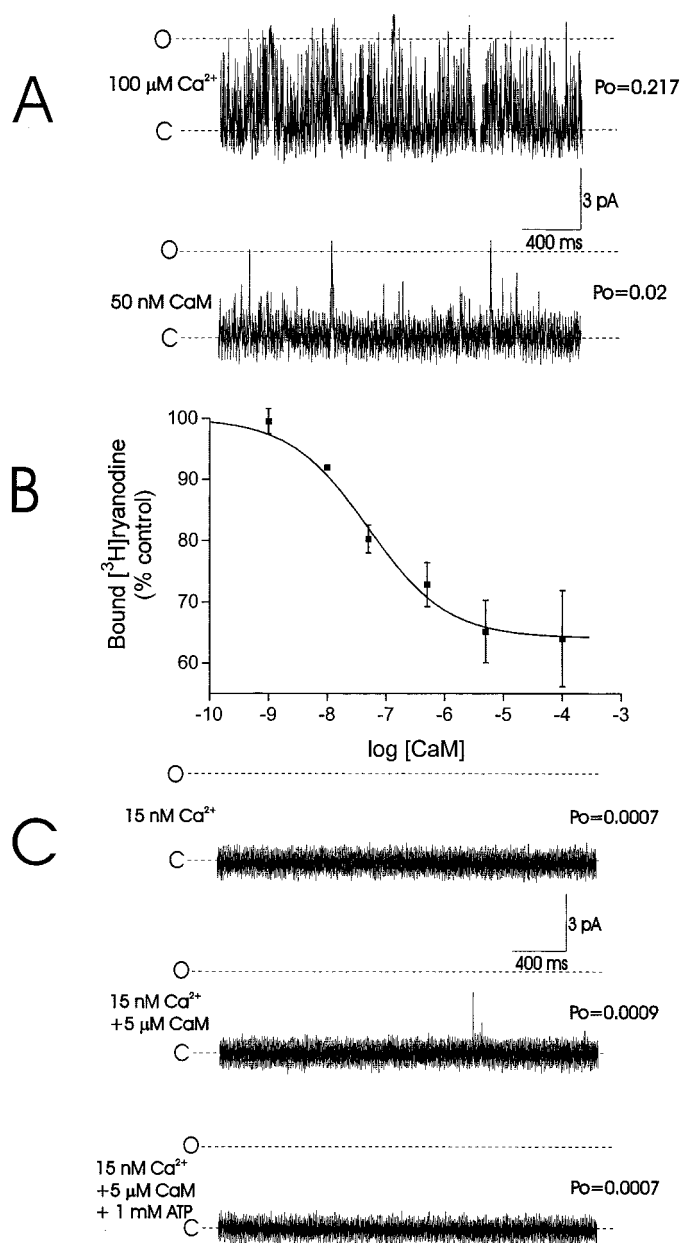 A
O
100 μM Ca²⁺
Po=0.217
C
3 pA
400 ms
O
50 nM CaM
Po=0.02
C
B
Bound [³H]ryanodine
(% control)
100
90
80
70
60
-10 -9 -8 -7 -6 -5 -4 -3
log [CaM]
C
O
15 nM Ca²⁺
Po=0.0007
C
3 pA
400 ms
O
15 nM Ca²⁺
+5 μM CaM
Po=0.0009
C
O
15 nM Ca²⁺
+5 μM CaM
+ 1 mM ATP
Po=0.0007
C